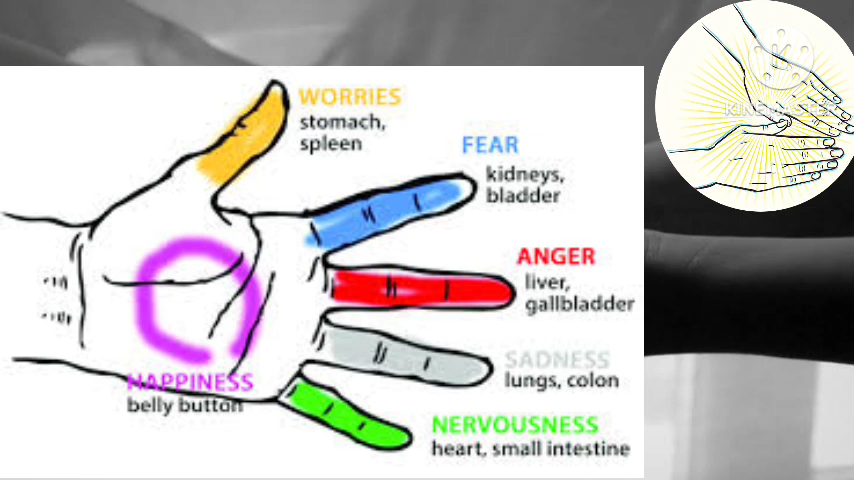 WORRIES
stomach,
spleen
FEAR
kidneys,
bladder
ANGER
liver,
gallbladder
SADNESS
lungs, colon
HAPPINESS
belly button
NERVOUSNESS
heart, small intestine
K
KINEMASTER